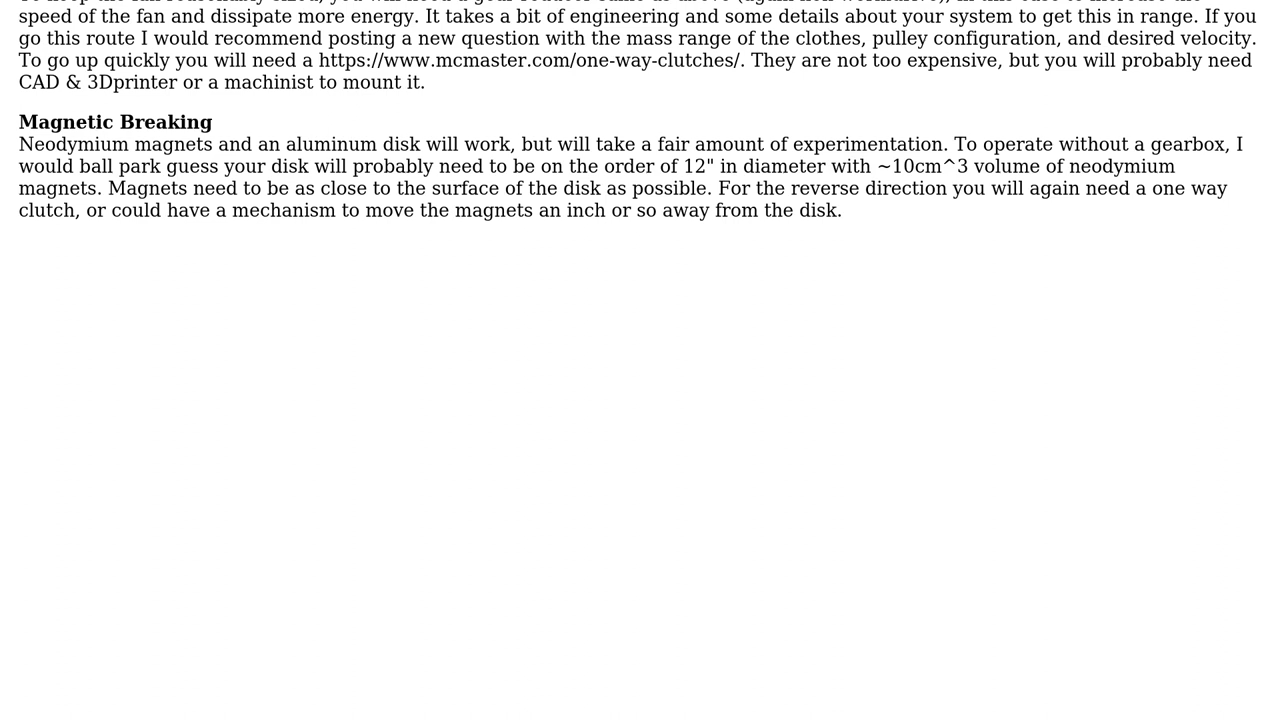 speed of the fan and dissipate more energy. It takes a bit of engineering and some details about your system to get this in range. If you
go this route I would recommend posting a new question with the mass range of the clothes, pulley configuration, and desired velocity.
To go up quickly you will need a https://www.mcmaster.com/one-way-clutches/. They are not too expensive, but you will probably need
CAD & 3Dprinter or a machinist to mount it.
Magnetic Breaking
Neodymium magnets and an aluminum disk will work, but will take a fair amount of experimentation. To operate without a gearbox, I
would ball park guess your disk will probably need to be on the order of 12" in diameter with ~10cm^3 volume of neodymium
magnets. Magnets need to be as close to the surface of the disk as possible. For the reverse direction you will again need a one way
clutch, or could have a mechanism to move the magnets an inch or so away from the disk.